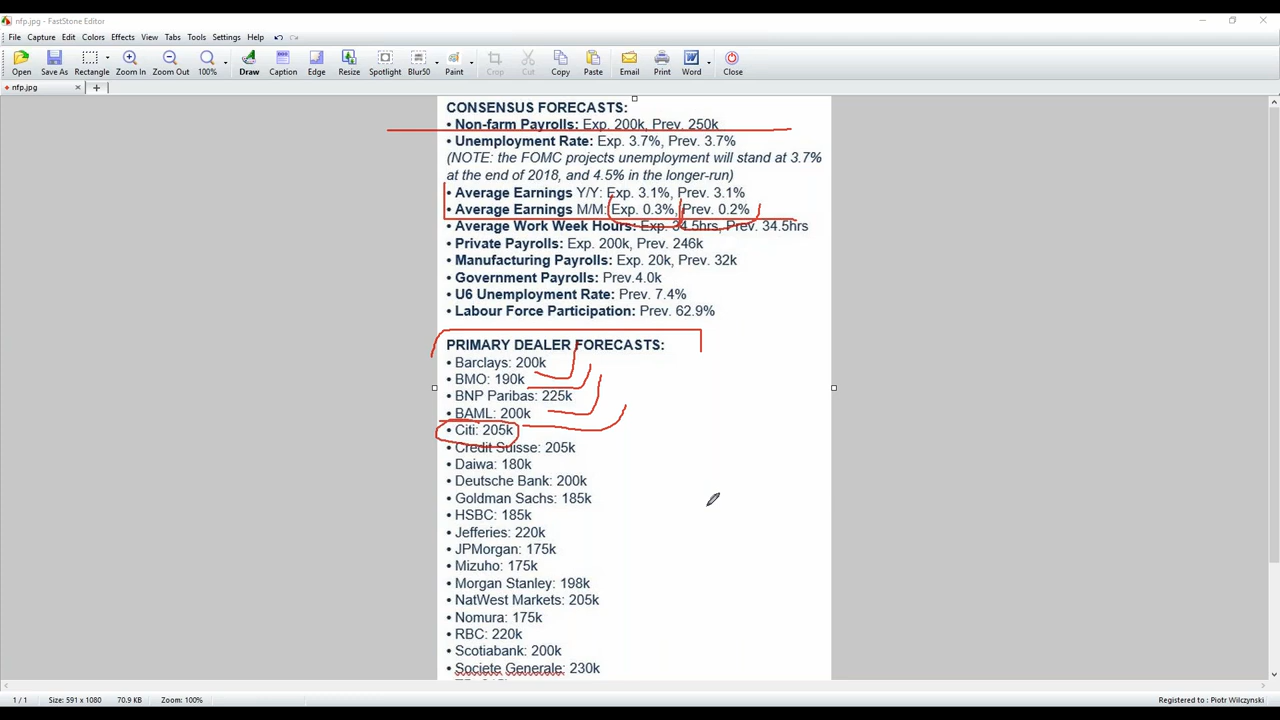 nfp.jpg - FastStone Editor
File Capture Edit Colors Effects View Tabs Tools Settings Help
Open Save As Rectangle Zoom In Zoom Out 100% Draw Caption Edge Resize Spotlight Blur50 Paint Crop Cut Copy Paste Email Print Word Close
nfp.jpg
CONSENSUS FORECASTS:
• Non-farm Payrolls: Exp. 200k, Prev. 250k
• Unemployment Rate: Exp. 3.7%, Prev. 3.7%
(NOTE: the FOMC projects unemployment will stand at 3.7%
at the end of 2018, and 4.5% in the longer-run)
• Average Earnings Y/Y: Exp. 3.1%, Prev. 3.1%
• Average Earnings M/M: Exp. 0.3%, Prev. 0.2%
• Average Work Week Hours: Exp. 34.5hrs, Prev. 34.5hrs
• Private Payrolls: Exp. 200k, Prev. 246k
• Manufacturing Payrolls: Exp. 20k, Prev. 32k
• Government Payrolls: Prev.4.0k
• U6 Unemployment Rate: Prev. 7.4%
• Labour Force Participation: Prev. 62.9%
PRIMARY DEALER FORECASTS:
• Barclays: 200k
• BMO: 190k
• BNP Paribas: 225k
• BAML: 200k
• Citi: 205k
• Credit Suisse: 205k
• Daiwa: 180k
• Deutsche Bank: 200k
• Goldman Sachs: 185k
• HSBC: 185k
• Jefferies: 220k
• JPMorgan: 175k
• Mizuho: 175k
• Morgan Stanley: 198k
• NatWest Markets: 205k
• Nomura: 175k
• RBC: 220k
• Scotiabank: 200k
• Societe Generale: 230k
1 / 1 Size: 591 x 1080 70.9 KB Zoom: 100% Registered to : Piotr Wilczynski